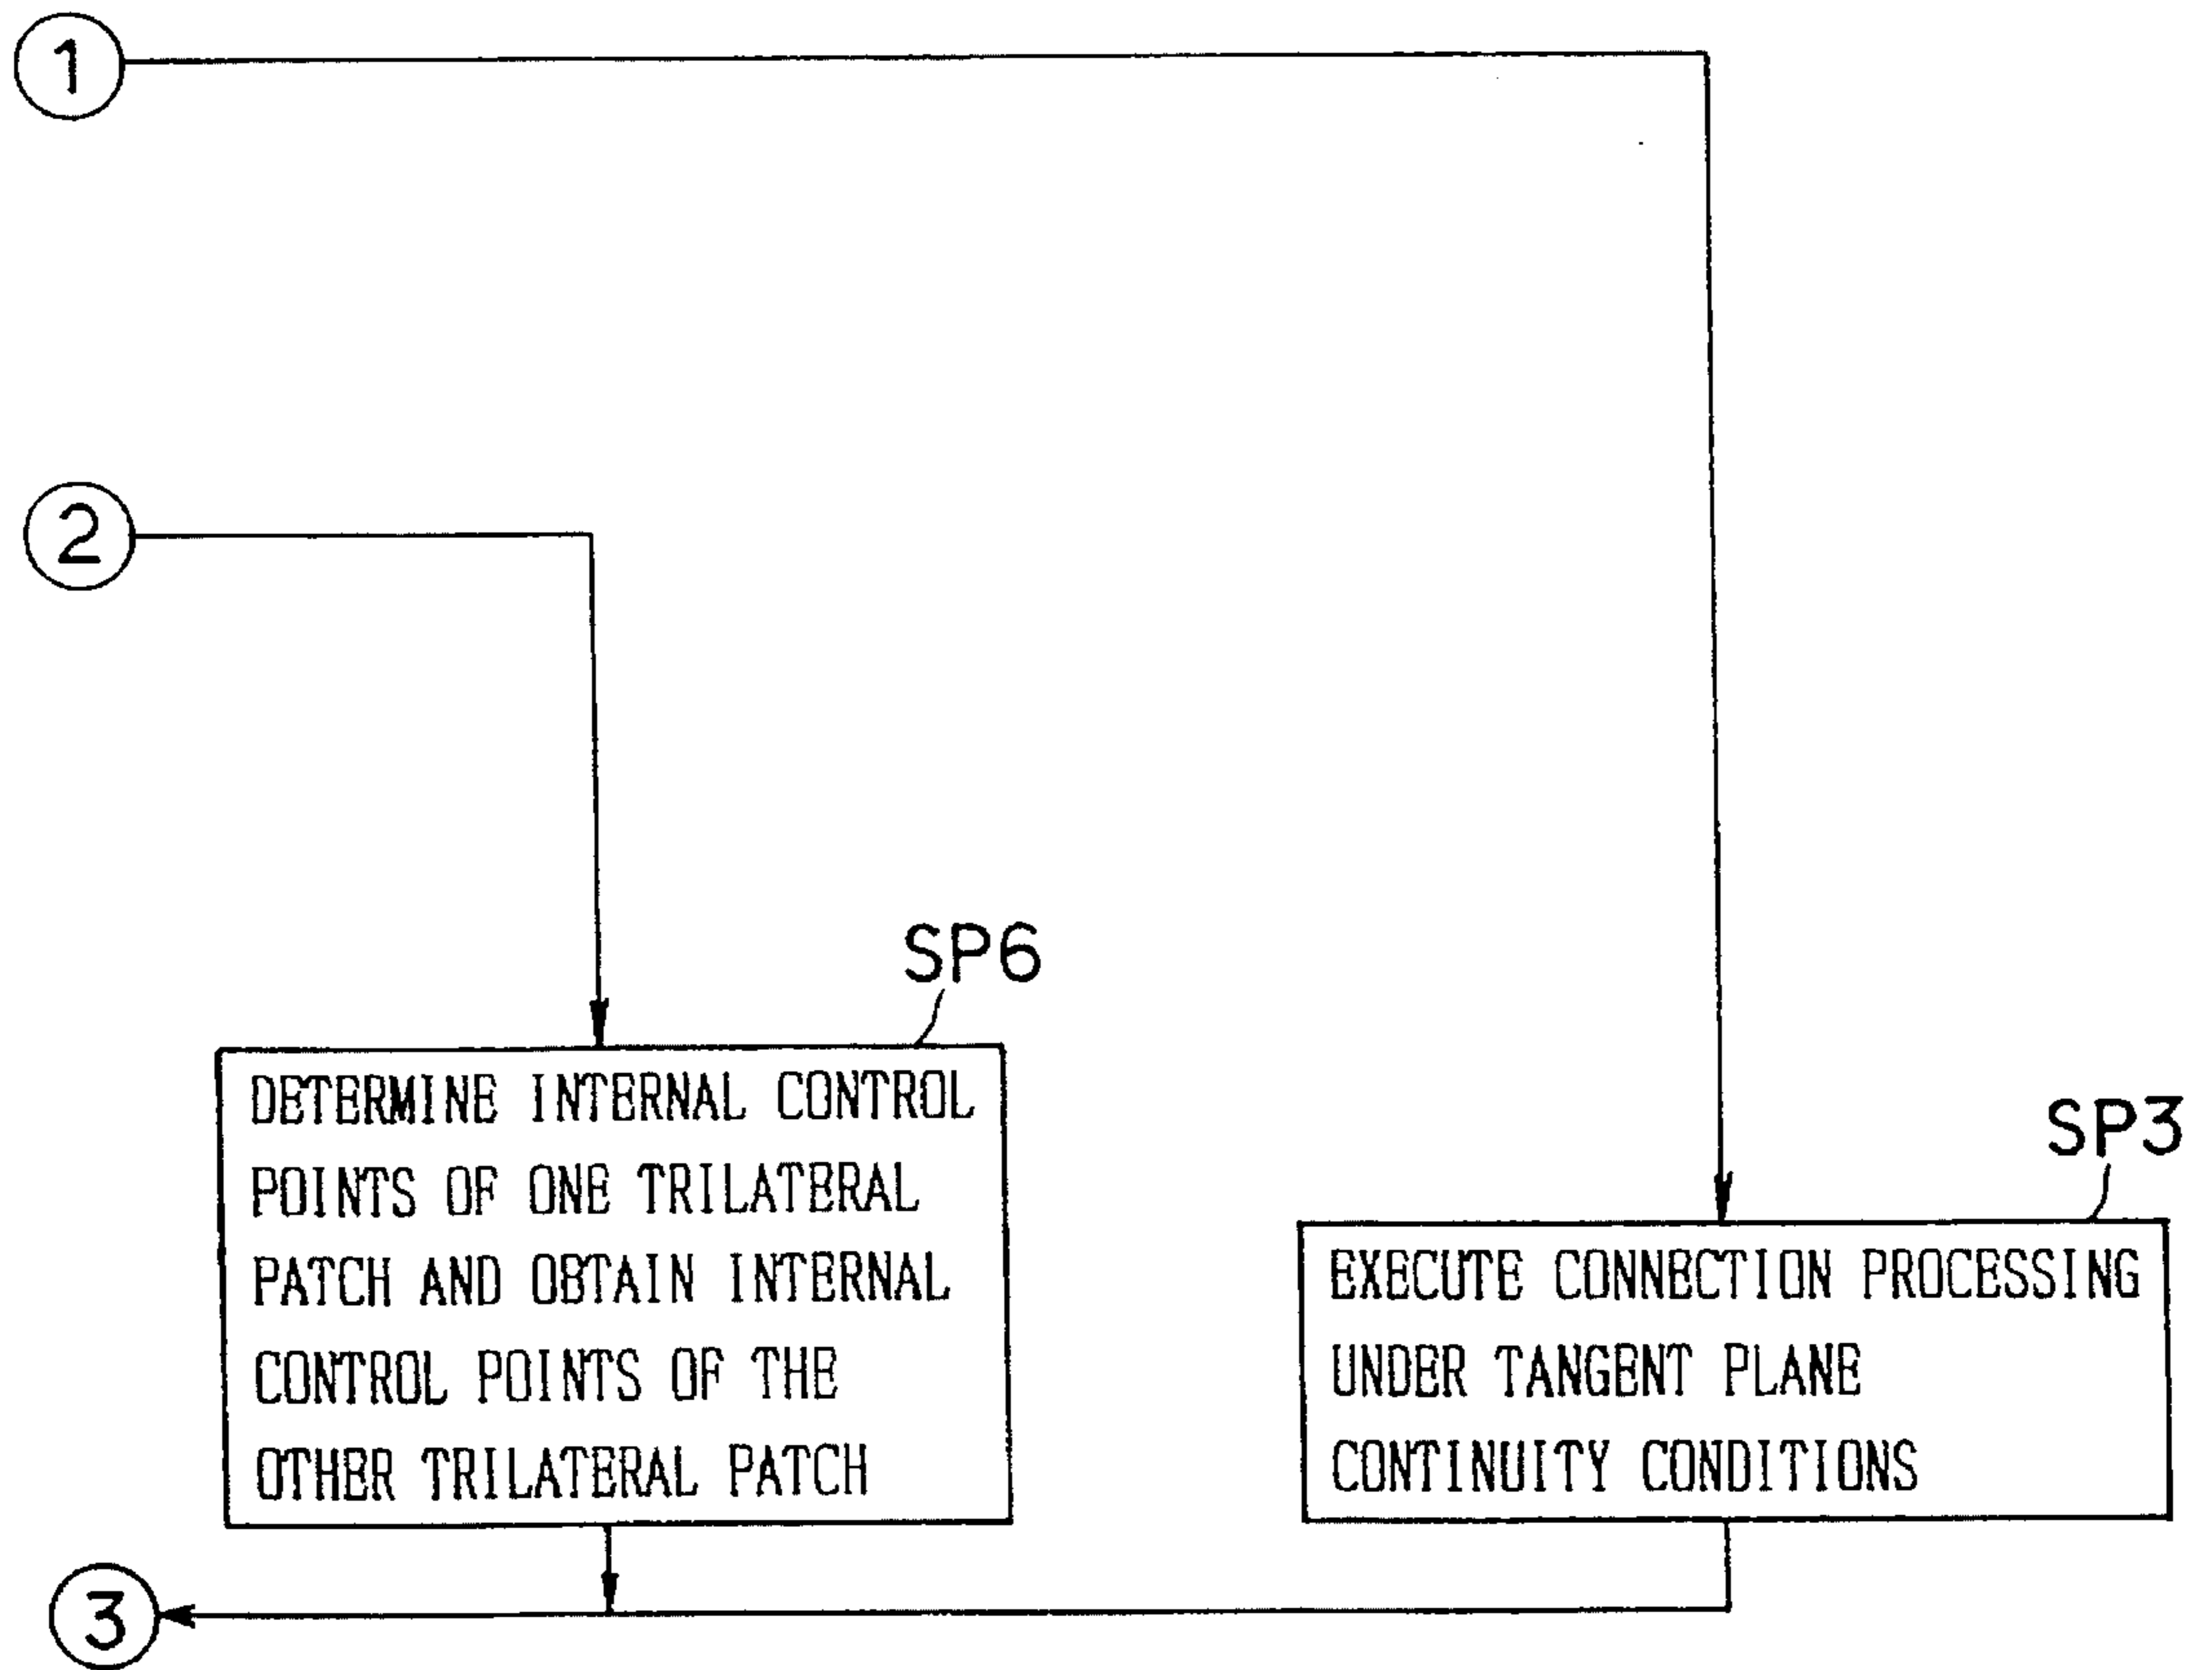 1
2
SP6
DETERMINE INTERNAL CONTROL
POINTS OF ONE TRILATERAL
PATCH AND OBTAIN INTERNAL
CONTROL POINTS OF THE
OTHER TRILATERAL PATCH
SP3
EXECUTE CONNECTION PROCESSING
UNDER TANGENT PLANE
CONTINUITY CONDITIONS
3